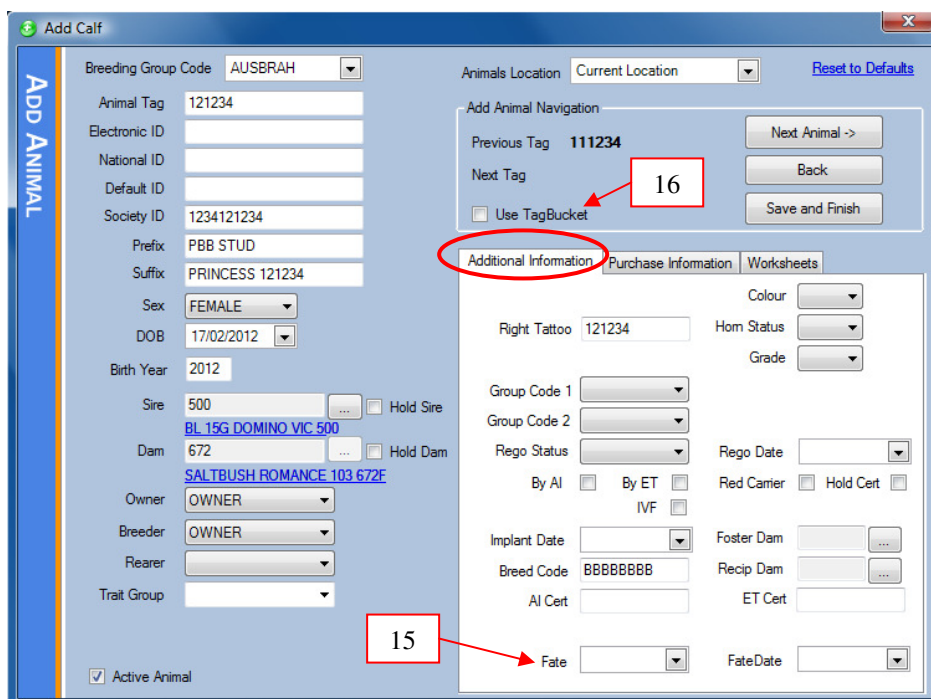 Add Calf
ADD ANIMAL
Breeding Group Code AUSBRAH
Animal Tag 121234
Electronic ID
National ID
Default ID
Society ID 1234121234
Prefix PBB STUD
Suffix PRINCESS 121234
Sex FEMALE
DOB 17/02/2012
Birth Year 2012
Sire 500 ... Hold Sire
BL 15G DOMINO VIC 500
Dam 672 ... Hold Dam
SALTBUSH ROMANCE 103 672F
Owner OWNER
Breeder OWNER
Rearer
Trait Group
Active Animal
Animals Location Current Location Reset to Defaults
Add Animal Navigation
Previous Tag 111234 Next Animal ->
Next Tag Back
16
Use TagBucket Save and Finish
Additional Information Purchase Information Worksheets
Colour
Right Tattoo 121234 Horn Status
Grade
Group Code 1
Group Code 2
Rego Status Rego Date
By AI By ET Red Carrier Hold Cert
IVF
Implant Date Foster Dam ...
Breed Code BBBBBBBB Recip Dam ...
AI Cert ET Cert
15
Fate FateDate